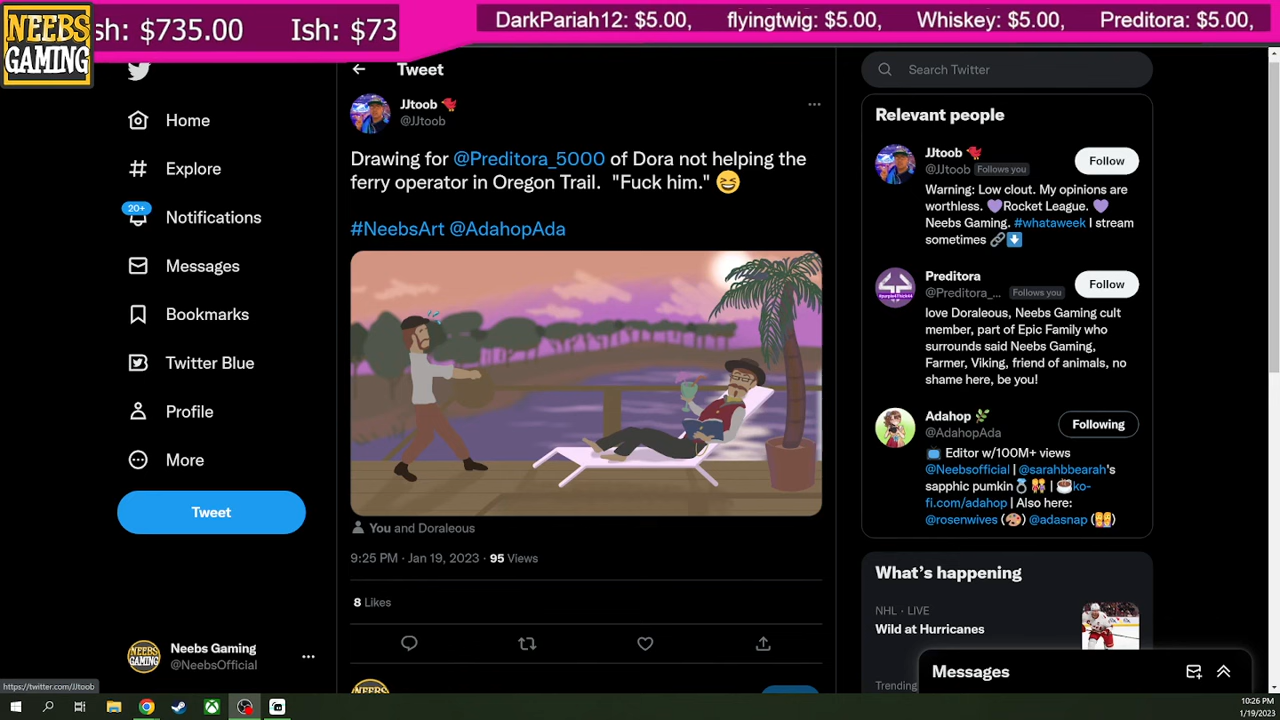 NEEBS
GAMING
sh: $735.00 Ish: $73
DarkPariah12: $5.00, flyingtwig: $5.00, Whiskey: $5.00, Preditora: $5.00,
Home
Explore
20+
Notifications
Messages
Bookmarks
Twitter Blue
Profile
More
Tweet
Neebs Gaming
@NeebsOfficial
https://twitter.com/JJtoob
Tweet
JJtoob
@JJtoob
Drawing for @Preditora_5000 of Dora not helping the
ferry operator in Oregon Trail. "Fuck him." 😆
#NeebsArt @AdahopAda
You and Doraleous
9:25 PM · Jan 19, 2023 · 95 Views
8 Likes
Search Twitter
Relevant people
JJtoob
@JJtoob Follows you
Follow
Warning: Low clout. My opinions are
worthless. 💜Rocket League. 💜
Neebs Gaming. #whataweek I stream
sometimes 🔗⬇️
Preditora
@Preditora_... Follows you
Follow
love Doraleous, Neebs Gaming cult
member, part of Epic Family who
surrounds said Neebs Gaming,
Farmer, Viking, friend of animals, no
shame here, be you!
Adahop 🌿
@AdahopAda
Following
📺 Editor w/100M+ views
@Neebsofficial | @sarahbbearah's
sapphic pumkin💍👭 | ☕ko-
fi.com/adahop | Also here:
@rosenwives (🎨) @adasnap (👯)
What's happening
NHL · LIVE
Wild at Hurricanes
Trending
Messages
10:26 PM
1/19/2023